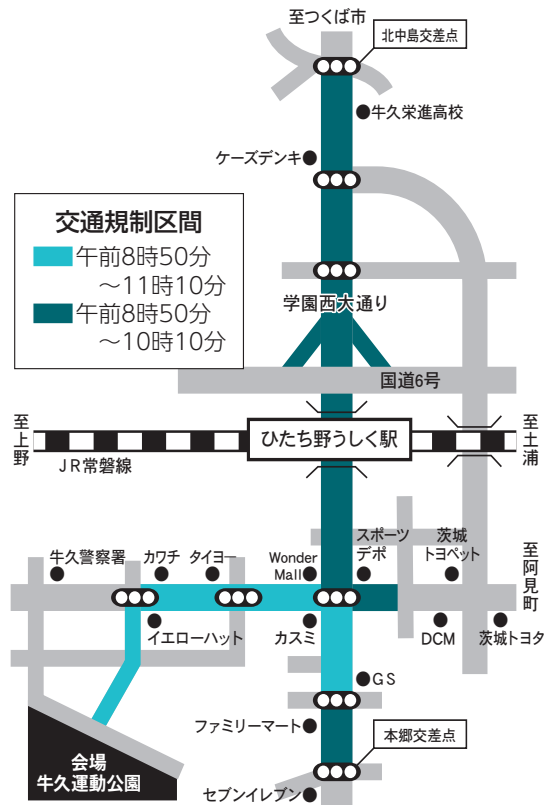 至つくば市
北中島交差点
牛久栄進高校
ケーズデンキ
交通規制区間
午前8時50分
～11時10分
午前8時50分
～10時10分
学園西大通り
国道6号
至上野
ひたち野うしく駅
至土浦
JR常磐線
牛久警察署
カワチ
タイヨー
Wonder
Mall
スポーツ
デポ
茨城
トヨペット
至阿見町
イエローハット
カスミ
DCM
茨城トヨタ
GS
ファミリーマート
本郷交差点
会場
牛久運動公園
セブンイレブン